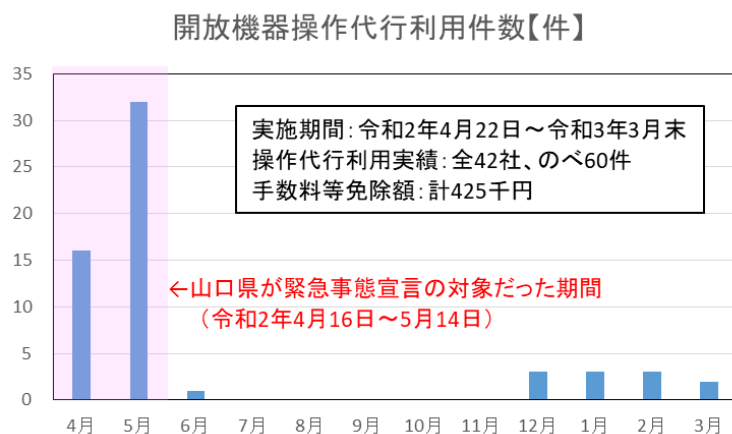 開放機器操作代行利用件数【件】
35
30
25
20
15
10
5
0
実施期間：令和2年4月22日～令和3年3月末
操作代行利用実績：全42社、のべ60件
手数料等免除額：計425千円
←山口県が緊急事態宣言の対象だった期間
（令和2年4月16日～5月14日）
4月 5月 6月 7月 8月 9月 10月 11月 12月 1月 2月 3月